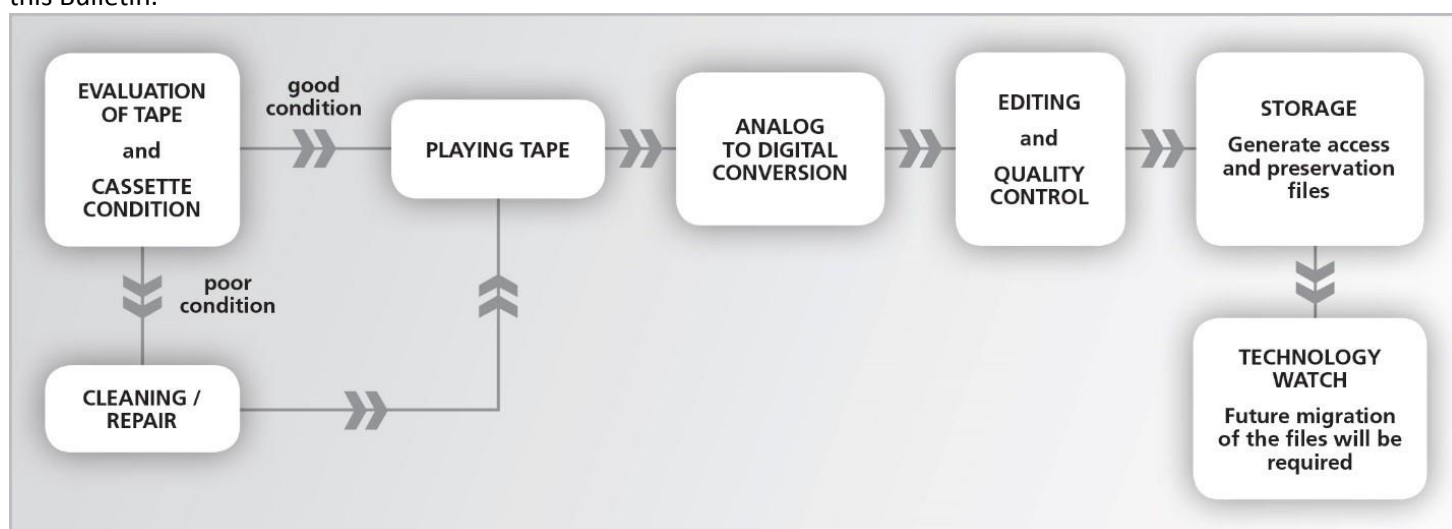 this Bulletin.
EVALUATION
OF TAPE
and
CASSETTE
CONDITION
good
condition
PLAYING TAPE
ANALOG
TO DIGITAL
CONVERSION
EDITING
and
QUALITY
CONTROL
STORAGE
Generate access
and preservation
files
poor
condition
CLEANING /
REPAIR
TECHNOLOGY
WATCH
Future migration
of the files will be
required